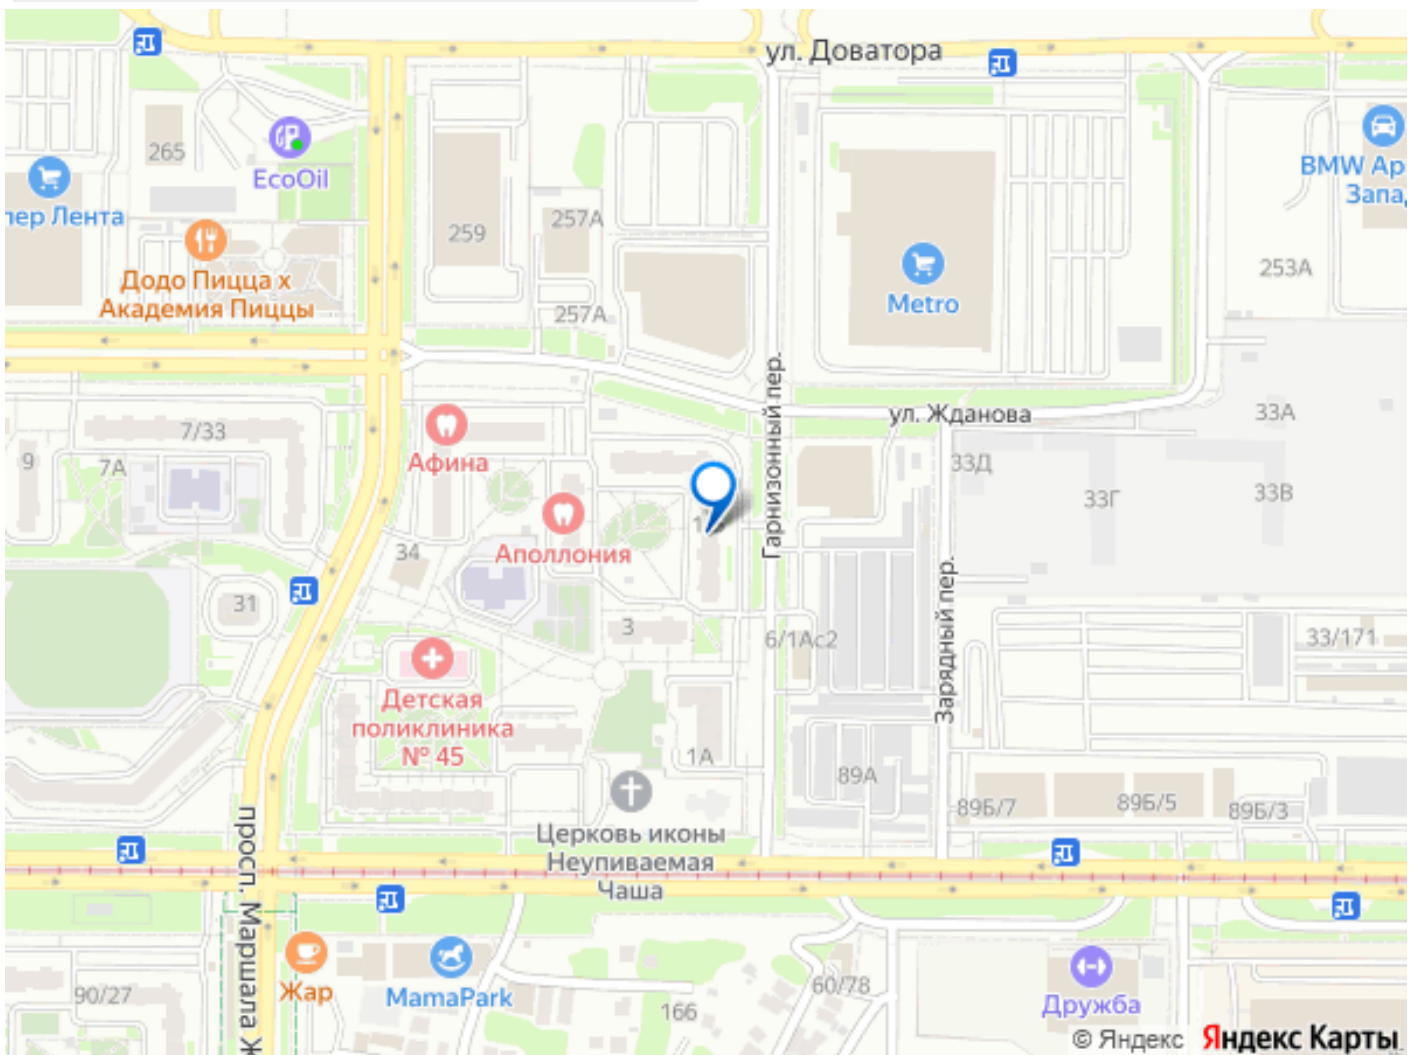 ул. Доватора
265
EcoOil
BMW
пер Лента
259
257А
253А
Додо Пицца x
Академия Пиццы
Metro
257А
Гарнизонный пер.
ул. Жданова
33А
7/33
9
7А
Афина
33Д
33Г
33В
Аполлония
34
31
3
6/1Ас2
Зарядный пер.
33/171
Детская
поликлиника
№ 45
1А
89А
89Б/7
89Б/5
89Б/3
Церковь иконы
Неупиваемая
Чаша
просп. Маршала Ж
90/27
Жар
MamaPark
166
60/78
Дружба
© Яндекс Яндекс Карты